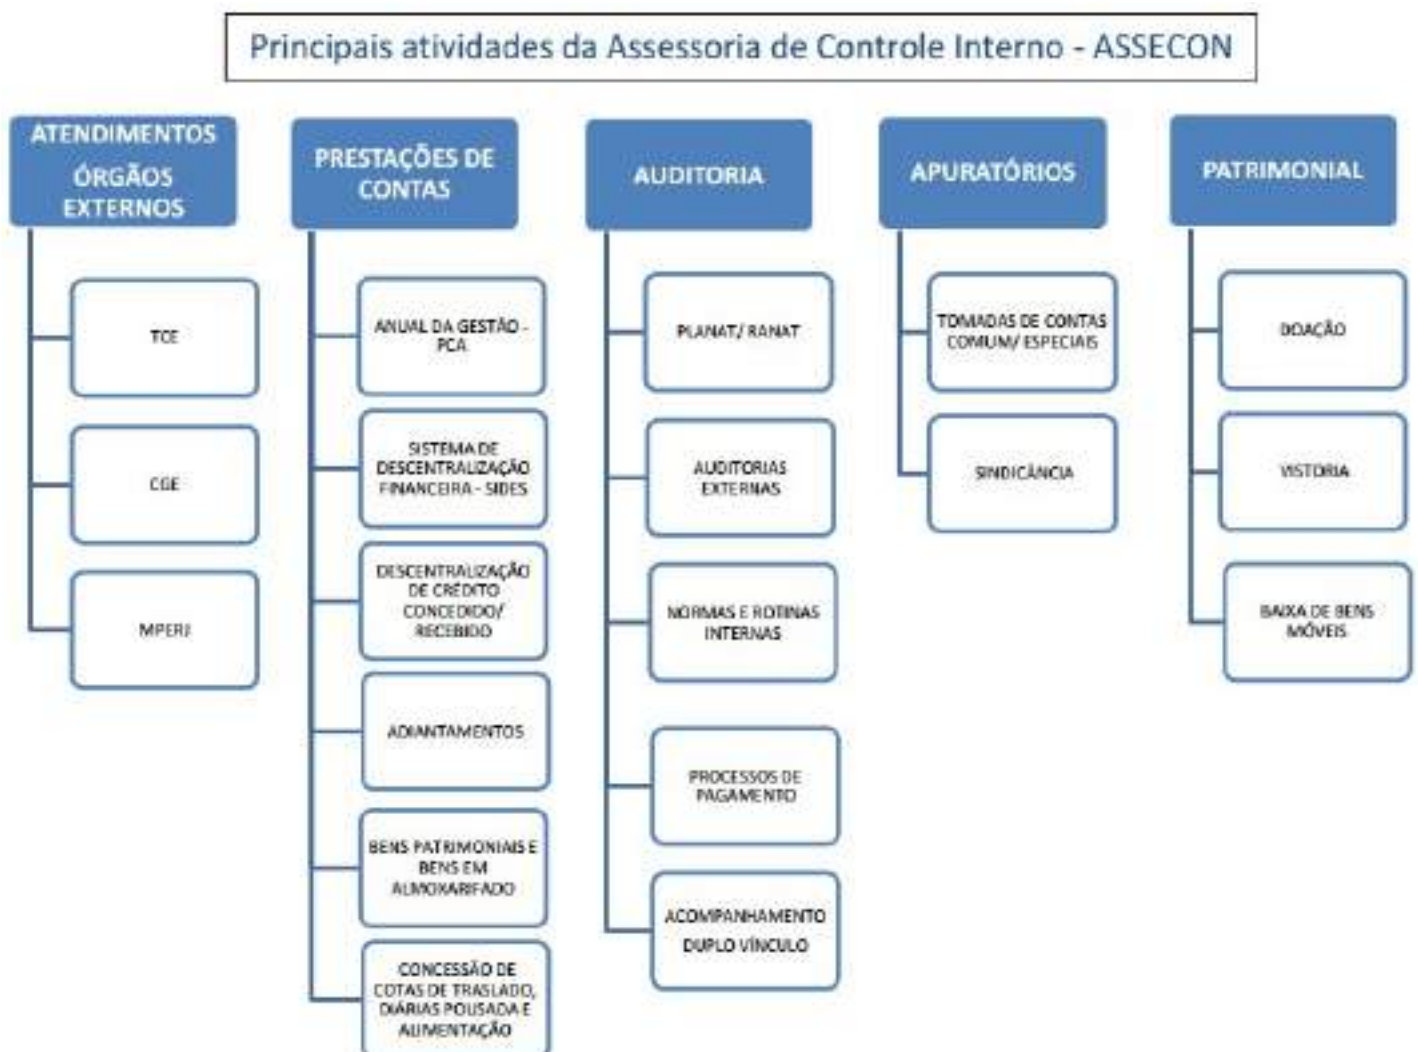 Principais atividades da Assessoria de Controle Interno - ASSECON
ATENDIMENTOS
ÓRGÃOS
EXTERNOS
TCE
CGE
MPERJ
PRESTAÇÕES DE
CONTAS
ANUAL DA GESTÃO -
PCA
SISTEMA DE
DESCENTRALIZAÇÃO
FINANCEIRA - SIDES
DESCENTRALIZAÇÃO
DE CRÉDITO
CONCEDIDO/
RECEBIDO
ADIANTAMENTOS
BENS PATRIMONIAIS E
BENS EM
ALMOXARIFADO
CONCESSÃO DE
COTAS DE TRASLADO,
DIÁRIAS POUSADA E
ALIMENTAÇÃO
AUDITORIA
PLANAT/ RANAT
AUDITORIAS
EXTERNAS
NORMAS E ROTINAS
INTERNAS
PROCESSOS DE
PAGAMENTO
ACOMPANHAMENTO
DUPLO VÍNCULO
APURATÓRIOS
TOMADAS DE CONTAS
COMUM/ ESPECIAIS
SINDICÂNCIA
PATRIMONIAL
DOAÇÃO
VISTORIA
BAIXA DE BENS
MÓVEIS